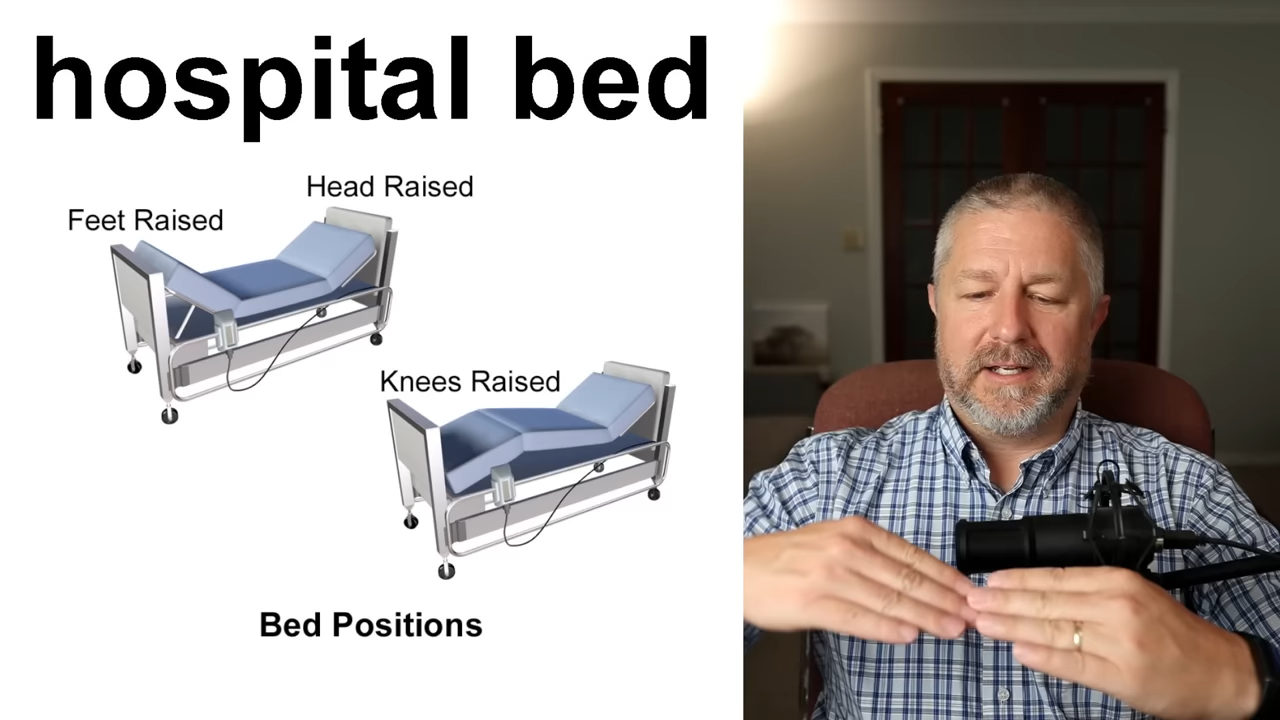 hospital bed
Head Raised
Feet Raised
Knees Raised
Bed Positions